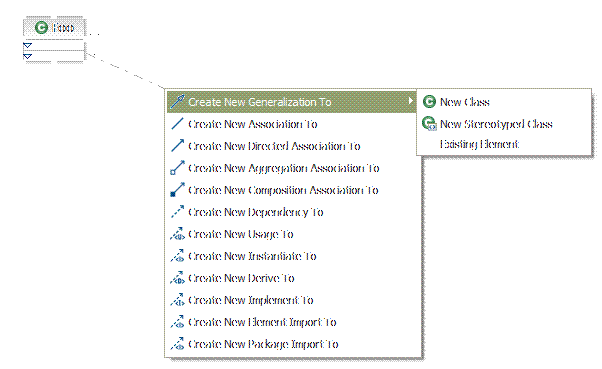 Create New Generalization To
New Class
Create New Association To
New Stereotyped Class
Create New Directed Association To
Existing Element
Create New Aggregation Association To
Create New Composition Association To
Create New Dependency To
Create New Usage To
Create New Instantiate To
Create New Derive To
Create New Implement To
Create New Element Import To
Create New Package Import To